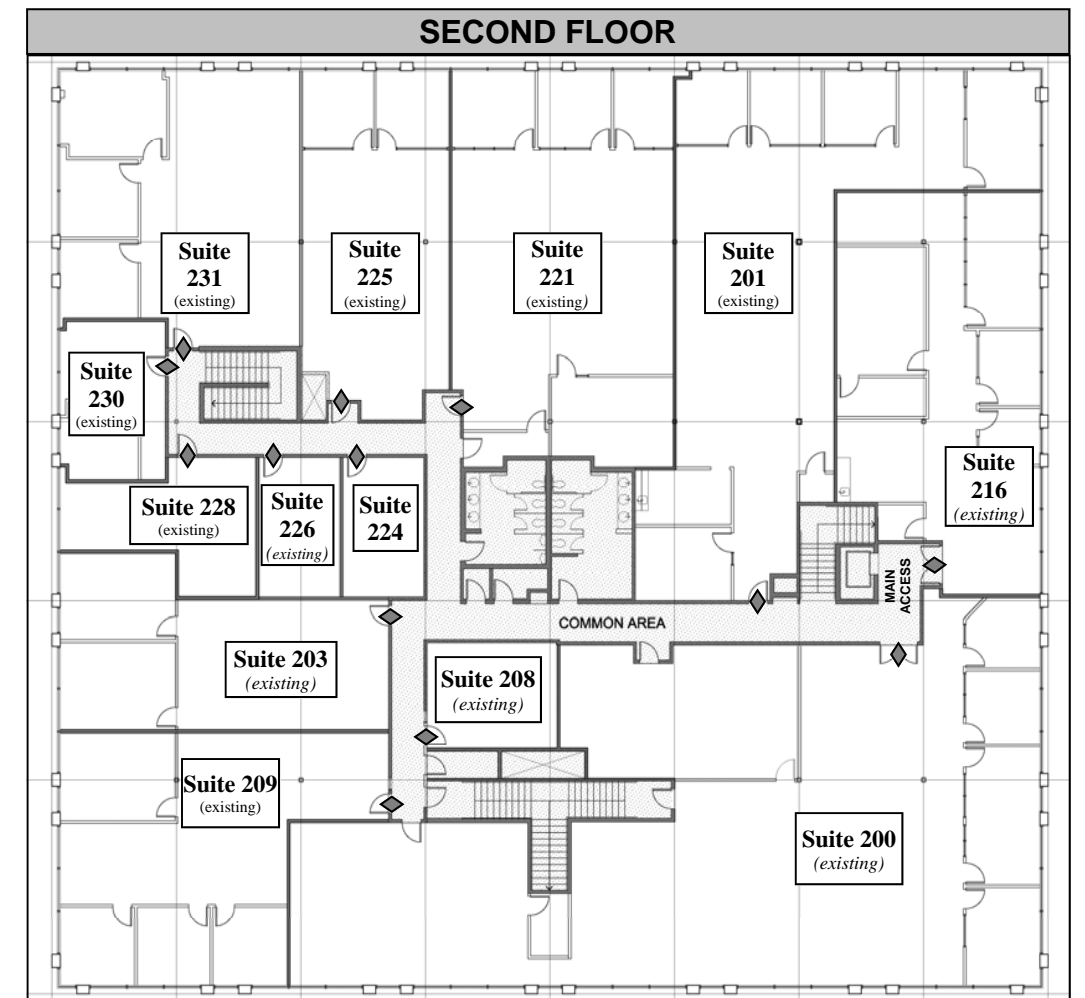 SECOND FLOOR
Suite
231
(existing)
Suite
225
(existing)
Suite
221
(existing)
Suite
201
(existing)
Suite
230
(existing)
Suite 228
(existing)
Suite
226
(existing)
Suite
224
Suite
216
(existing)
MAIN
ACCESS
COMMON AREA
Suite 203
(existing)
Suite 208
(existing)
Suite 209
(existing)
Suite 200
(existing)